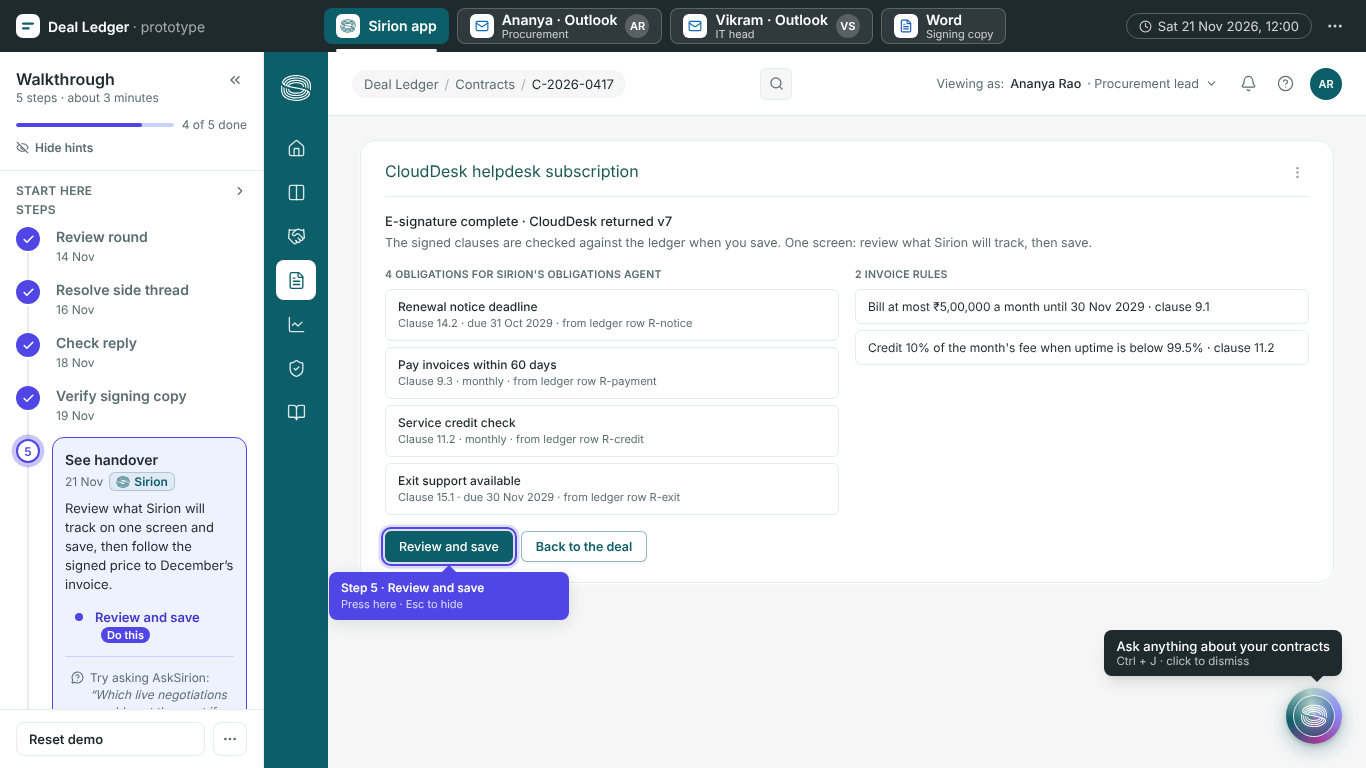 Deal Ledger · prototype
Sirion app
Ananya · Outlook
Procurement
AR
Vikram · Outlook
IT head
VS
Word
Signing copy
Sat 21 Nov 2026, 12:00
Walkthrough
5 steps · about 3 minutes
4 of 5 done
Hide hints
START HERE
STEPS
Review round
14 Nov
Resolve side thread
16 Nov
Check reply
18 Nov
Verify signing copy
19 Nov
5
See handover
21 Nov Sirion
Review what Sirion will
track on one screen and
save, then follow the
signed price to December’s
invoice.
Review and save
Do this
Try asking AskSirion:
“Which live negotiations
Reset demo
Deal Ledger / Contracts / C-2026-0417
Viewing as: Ananya Rao · Procurement lead
AR
CloudDesk helpdesk subscription
E-signature complete · CloudDesk returned v7
The signed clauses are checked against the ledger when you save. One screen: review what Sirion will track, then save.
4 OBLIGATIONS FOR SIRION'S OBLIGATIONS AGENT
Renewal notice deadline
Clause 14.2 · due 31 Oct 2029 · from ledger row R-notice
Pay invoices within 60 days
Clause 9.3 · monthly · from ledger row R-payment
Service credit check
Clause 11.2 · monthly · from ledger row R-credit
Exit support available
Clause 15.1 · due 30 Nov 2029 · from ledger row R-exit
2 INVOICE RULES
Bill at most ₹5,00,000 a month until 30 Nov 2029 · clause 9.1
Credit 10% of the month's fee when uptime is below 99.5% · clause 11.2
Review and save
Back to the deal
Step 5 · Review and save
Press here · Esc to hide
Ask anything about your contracts
Ctrl + J · click to dismiss